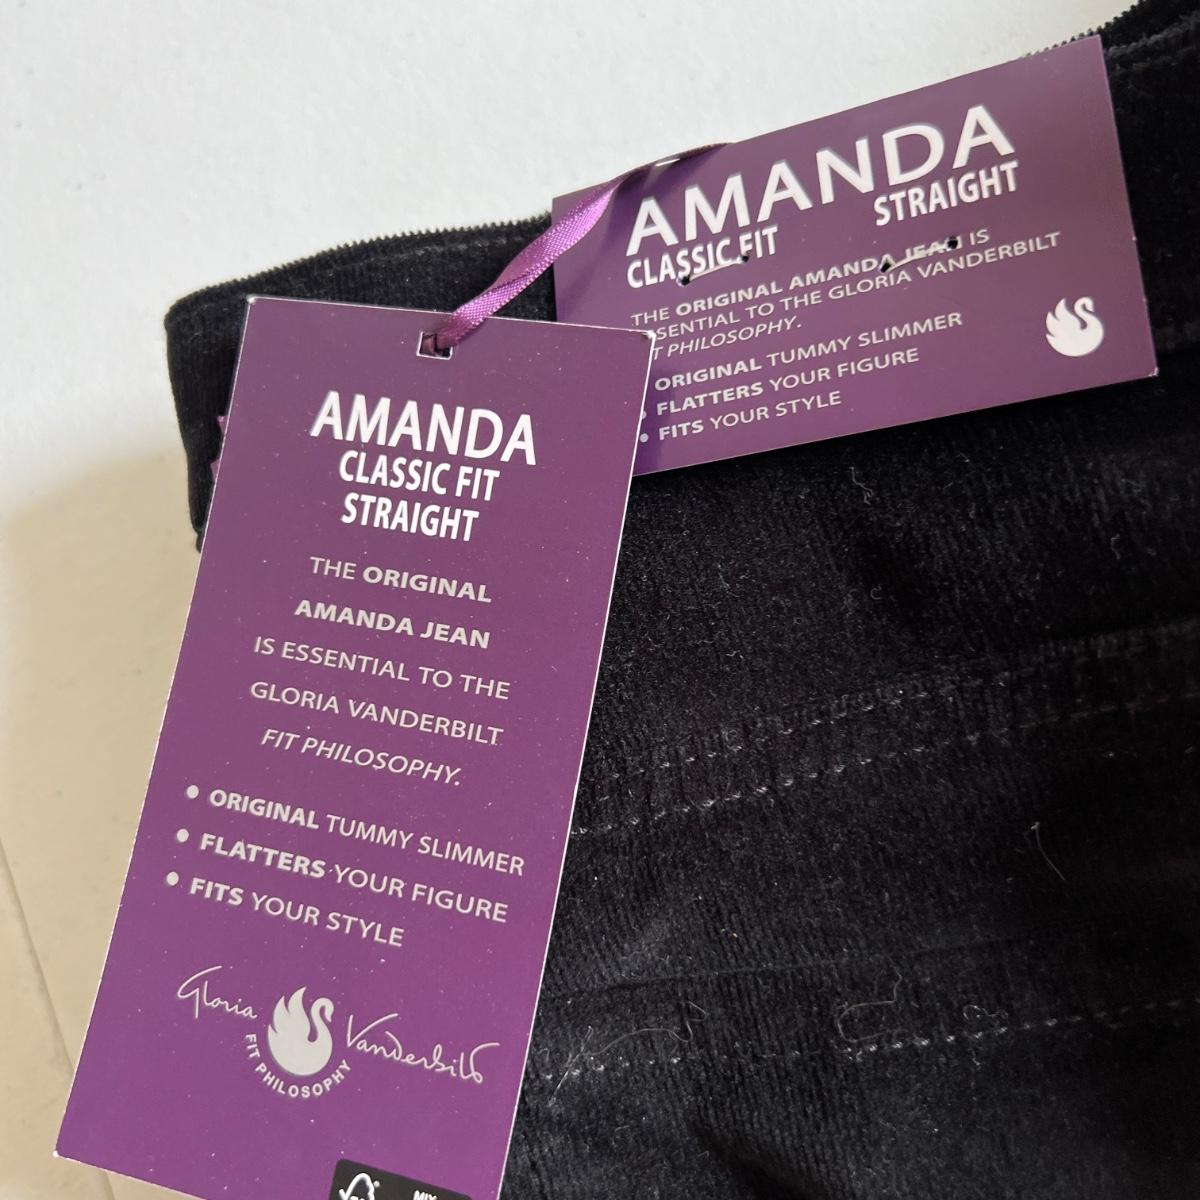 AMANDA
CLASSIC FIT
STRAIGHT
THE ORIGINAL
AMANDA JEAN
IS ESSENTIAL TO THE
GLORIA VANDERBILT
FIT PHILOSOPHY.
• ORIGINAL TUMMY SLIMMER
• FLATTERS YOUR FIGURE
• FITS YOUR STYLE
Gloria Vanderbilt
FIT PHILOSOPHY
MIX
AMANDA
CLASSIC FIT STRAIGHT
THE ORIGINAL AMANDA JEAN IS
SENTIAL TO THE GLORIA VANDERBILT
T PHILOSOPHY.
ORIGINAL TUMMY SLIMMER
• FLATTERS YOUR FIGURE
• FITS YOUR STYLE